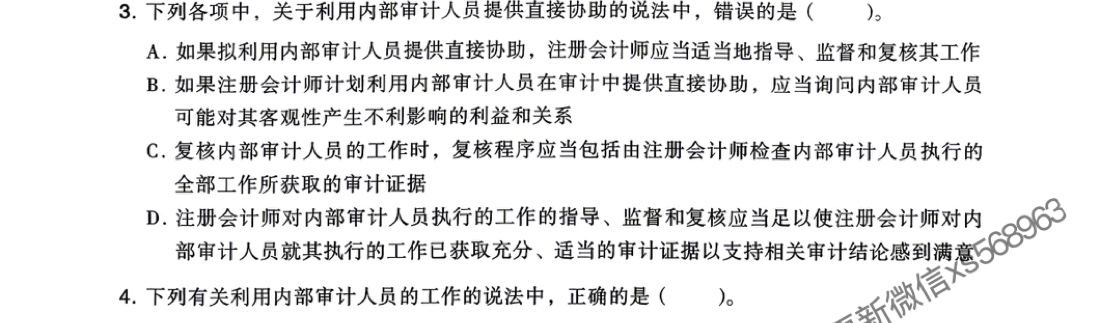 3. 下列各项中，关于利用内部审计人员提供直接协助的说法中，错误的是（　　）。
A. 如果拟利用内部审计人员提供直接协助，注册会计师应当适当地指导、监督和复核其工作
B. 如果注册会计师计划利用内部审计人员在审计中提供直接协助，应当询问内部审计人员
可能对其客观性产生不利影响的利益和关系
C. 复核内部审计人员的工作时，复核程序应当包括由注册会计师检查内部审计人员执行的
全部工作所获取的审计证据
D. 注册会计师对内部审计人员执行的工作的指导、监督和复核应当足以使注册会计师对内
部审计人员就其执行的工作已获取充分、适当的审计证据以支持相关审计结论感到满意
4. 下列有关利用内部审计人员的工作的说法中，正确的是（　　）。
新微信xs568963